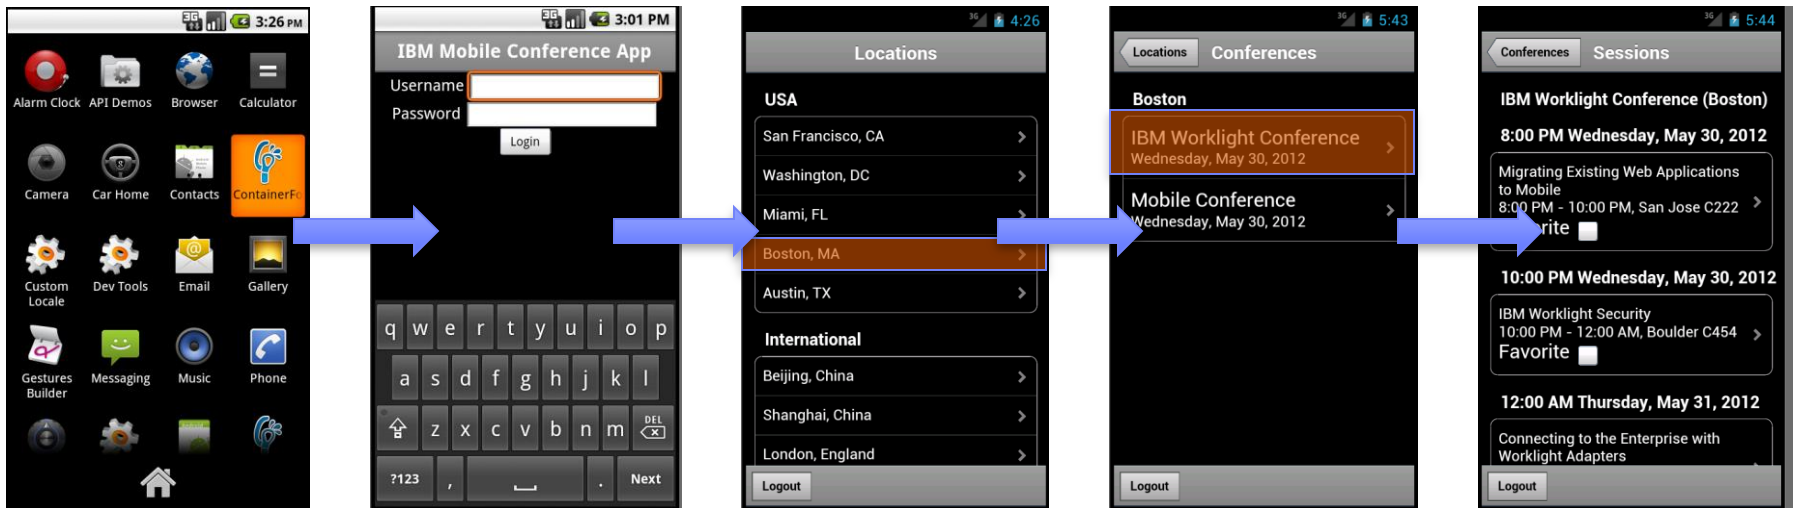 3G 3:26 PM
Alarm Clock API Demos Browser Calculator
Camera Car Home Contacts ContainerFo
Custom Locale Dev Tools Email Gallery
Gestures Builder Messaging Music Phone
3G 3:01 PM
IBM Mobile Conference App
Username
Password
Login
q w e r t y u i o p
a s d f g h j k l
z x c v b n m DEL
?123 , . Next
3G 4:26
Locations
USA
San Francisco, CA
Washington, DC
Miami, FL
Boston, MA
Austin, TX
International
Beijing, China
Shanghai, China
London, England
Logout
3G 5:43
Locations Conferences
Boston
IBM Worklight Conference
Wednesday, May 30, 2012
Mobile Conference
Wednesday, May 30, 2012
Logout
3G 5:44
Conferences Sessions
IBM Worklight Conference (Boston)
8:00 PM Wednesday, May 30, 2012
Migrating Existing Web Applications
to Mobile
8:00 PM - 10:00 PM, San Jose C222
rite
10:00 PM Wednesday, May 30, 2012
IBM Worklight Security
10:00 PM - 12:00 AM, Boulder C454
Favorite
12:00 AM Thursday, May 31, 2012
Connecting to the Enterprise with
Worklight Adapters
Logout